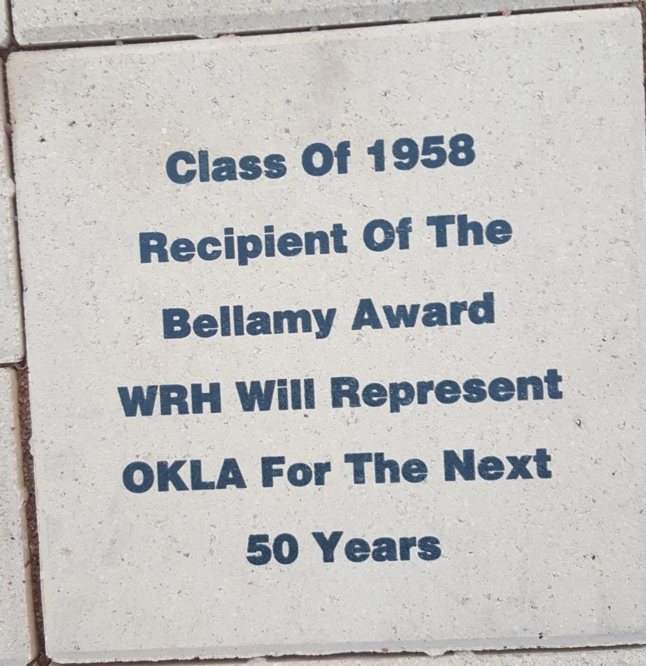 Class Of 1958
Recipient Of The
Bellamy Award
WRH Will Represent
OKLA For The Next
50 Years